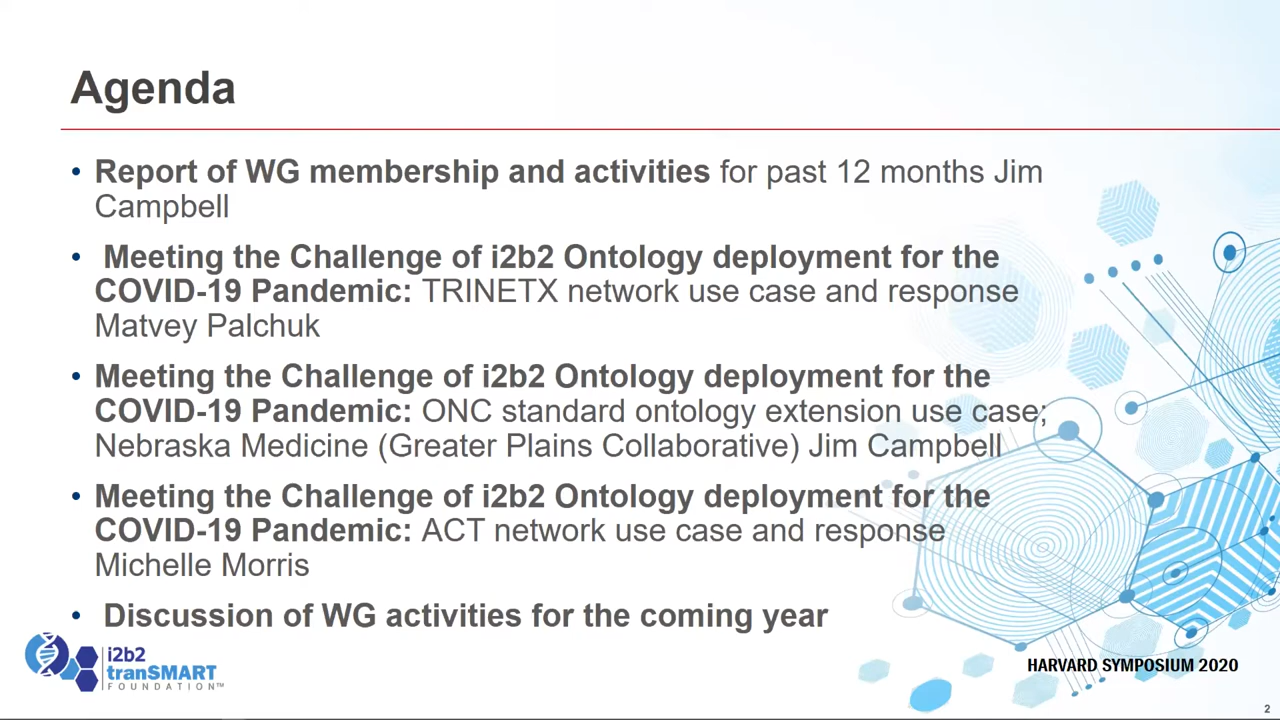 Agenda
• Report of WG membership and activities for past 12 months Jim
Campbell
• Meeting the Challenge of i2b2 Ontology deployment for the
COVID-19 Pandemic: TRINETX network use case and response
Matvey Palchuk
• Meeting the Challenge of i2b2 Ontology deployment for the
COVID-19 Pandemic: ONC standard ontology extension use case;
Nebraska Medicine (Greater Plains Collaborative) Jim Campbell
• Meeting the Challenge of i2b2 Ontology deployment for the
COVID-19 Pandemic: ACT network use case and response
Michelle Morris
• Discussion of WG activities for the coming year
i2b2
tranSMART
FOUNDATION™
HARVARD SYMPOSIUM 2020
2